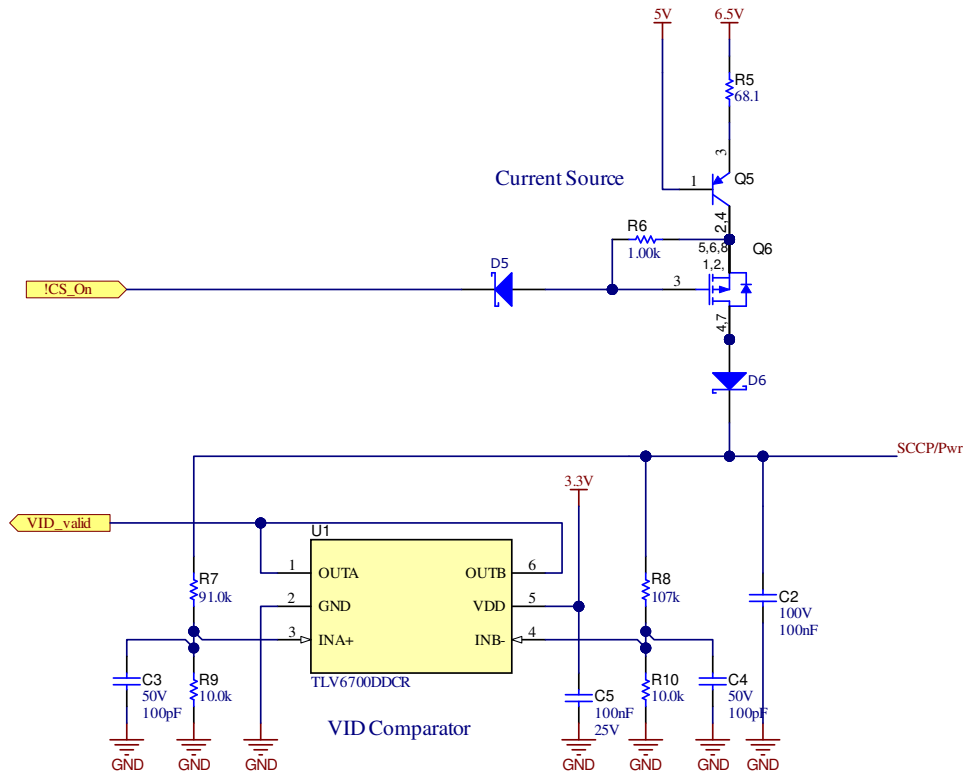 5V
6.5V
R5
68.1
3
Current Source
1
Q5
2,4
R6
1.00k
5,6,8
Q6
1,2,
D5
!CS_On
3
4,7
D6
SCCP/Pwr
3.3V
VID_valid
U1
1
OUTA
OUTB
6
R7
91.0k
2
GND
VDD
5
R8
107k
C2
100V
100nF
3
INA+
INB-
4
C3
50V
100pF
R9
10.0k
TLV6700DDCR
R10
10.0k
C4
50V
100pF
C5
100nF
25V
VID Comparator
GND
GND
GND
GND
GND
GND
GND